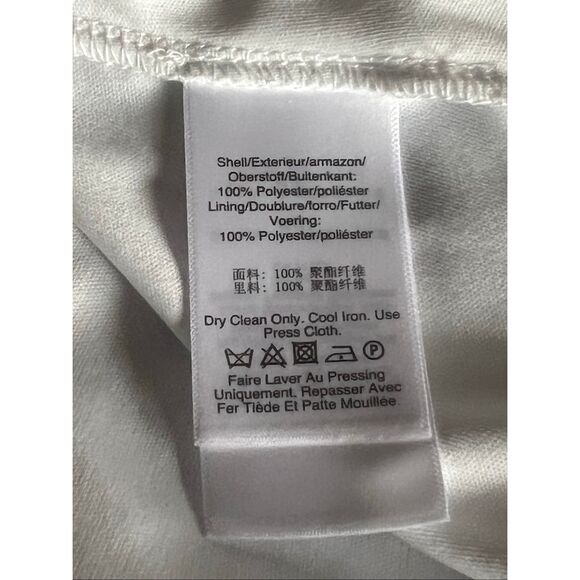 Shell/Exterieur/armazon/
Oberstoff/Buitenkant:
100% Polyester/poliéster
Lining/Doublure/forro/Futter/
Voering:
100% Polyester/poliéster
面料: 100% 聚酯纤维
里料: 100% 聚酯纤维
Dry Clean Only. Cool Iron. Use
Press Cloth.
P
Faire Laver Au Pressing
Uniquement. Repasser Avec
Fer Tiède Et Patte Mouillée.